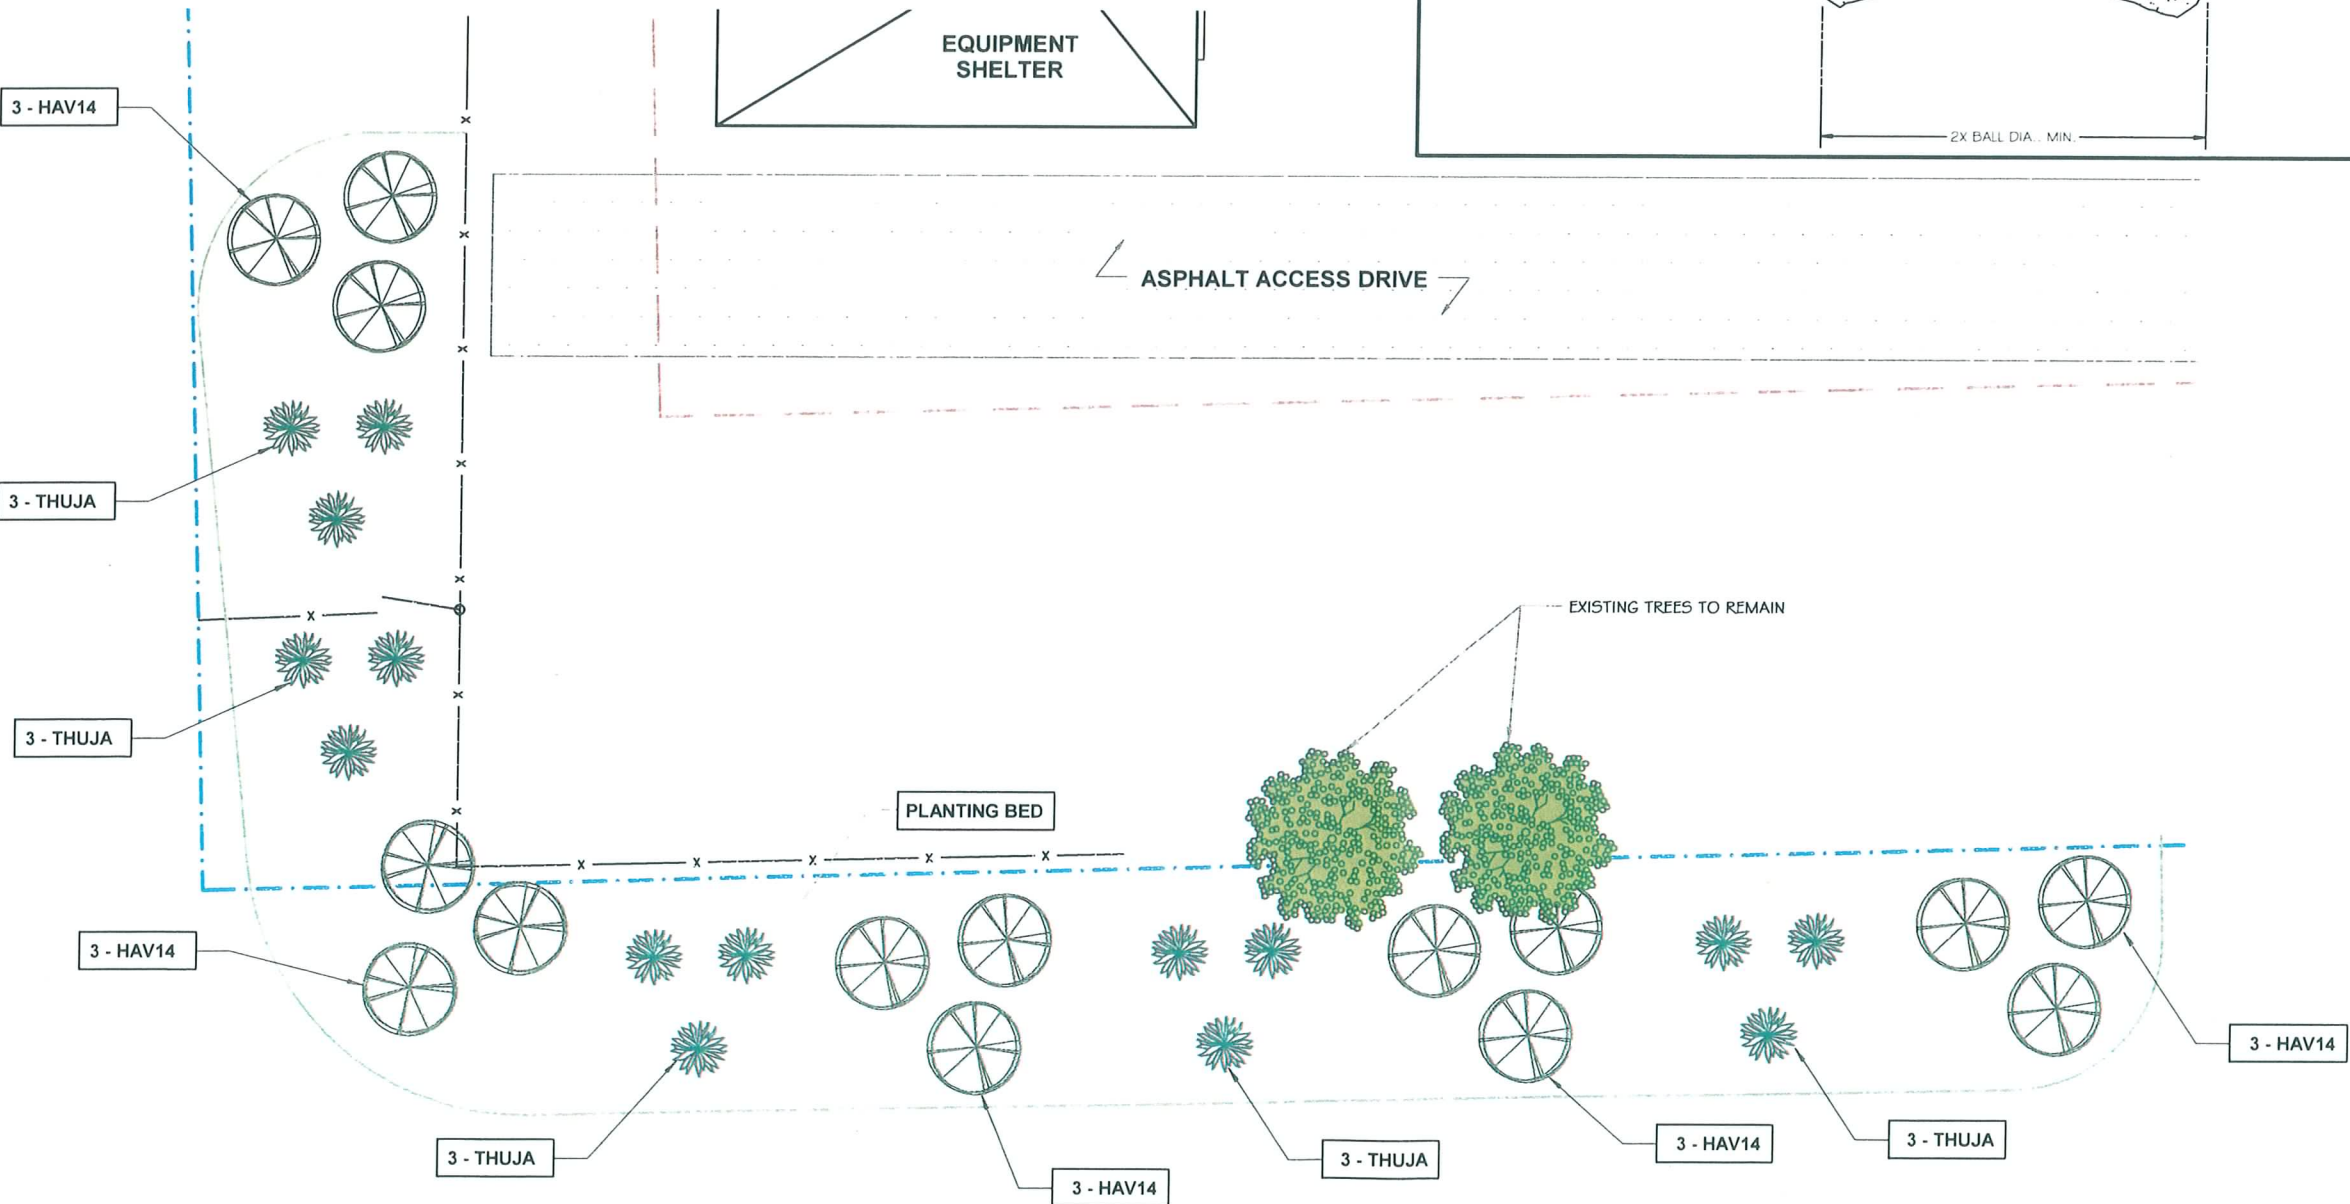 EQUIPMENT
SHELTER
3 - HAV14
2X BALL DIA., MIN.
ASPHALT ACCESS DRIVE
3 - THUJA
EXISTING TREES TO REMAIN
3 - THUJA
PLANTING BED
3 - HAV14
3 - HAV14
3 - THUJA
3 - HAV14
3 - THUJA
3 - HAV14
3 - THUJA